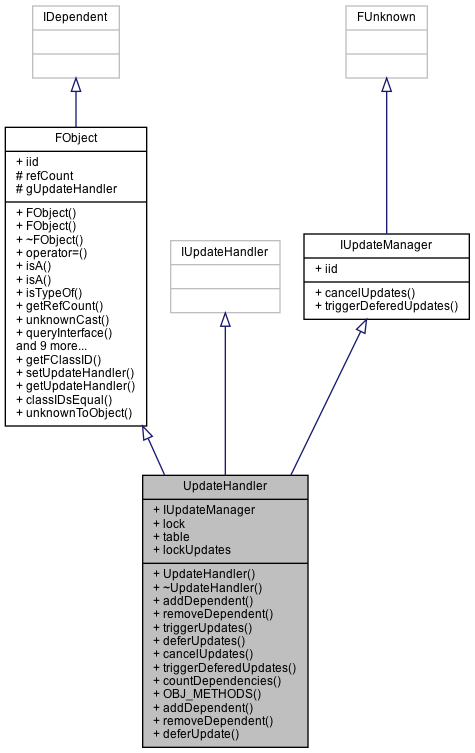 IDependent
FUnknown
FObject
+ iid
# refCount
# gUpdateHandler
+ FObject()
+ FObject()
+ ~FObject()
+ operator=()
+ isA()
+ isA()
+ isTypeOf()
+ getRefCount()
+ unknownCast()
+ queryInterface()
and 9 more...
+ getFClassID()
+ setUpdateHandler()
+ getUpdateHandler()
+ classIDsEqual()
+ unknownToObject()
IUpdateHandler
IUpdateManager
+ iid
+ cancelUpdates()
+ triggerDeferedUpdates()
UpdateHandler
+ IUpdateManager
+ lock
+ table
+ lockUpdates
+ UpdateHandler()
+ ~UpdateHandler()
+ addDependent()
+ removeDependent()
+ triggerUpdates()
+ deferUpdates()
+ cancelUpdates()
+ triggerDeferedUpdates()
+ countDependencies()
+ OBJ_METHODS()
+ addDependent()
+ removeDependent()
+ deferUpdate()